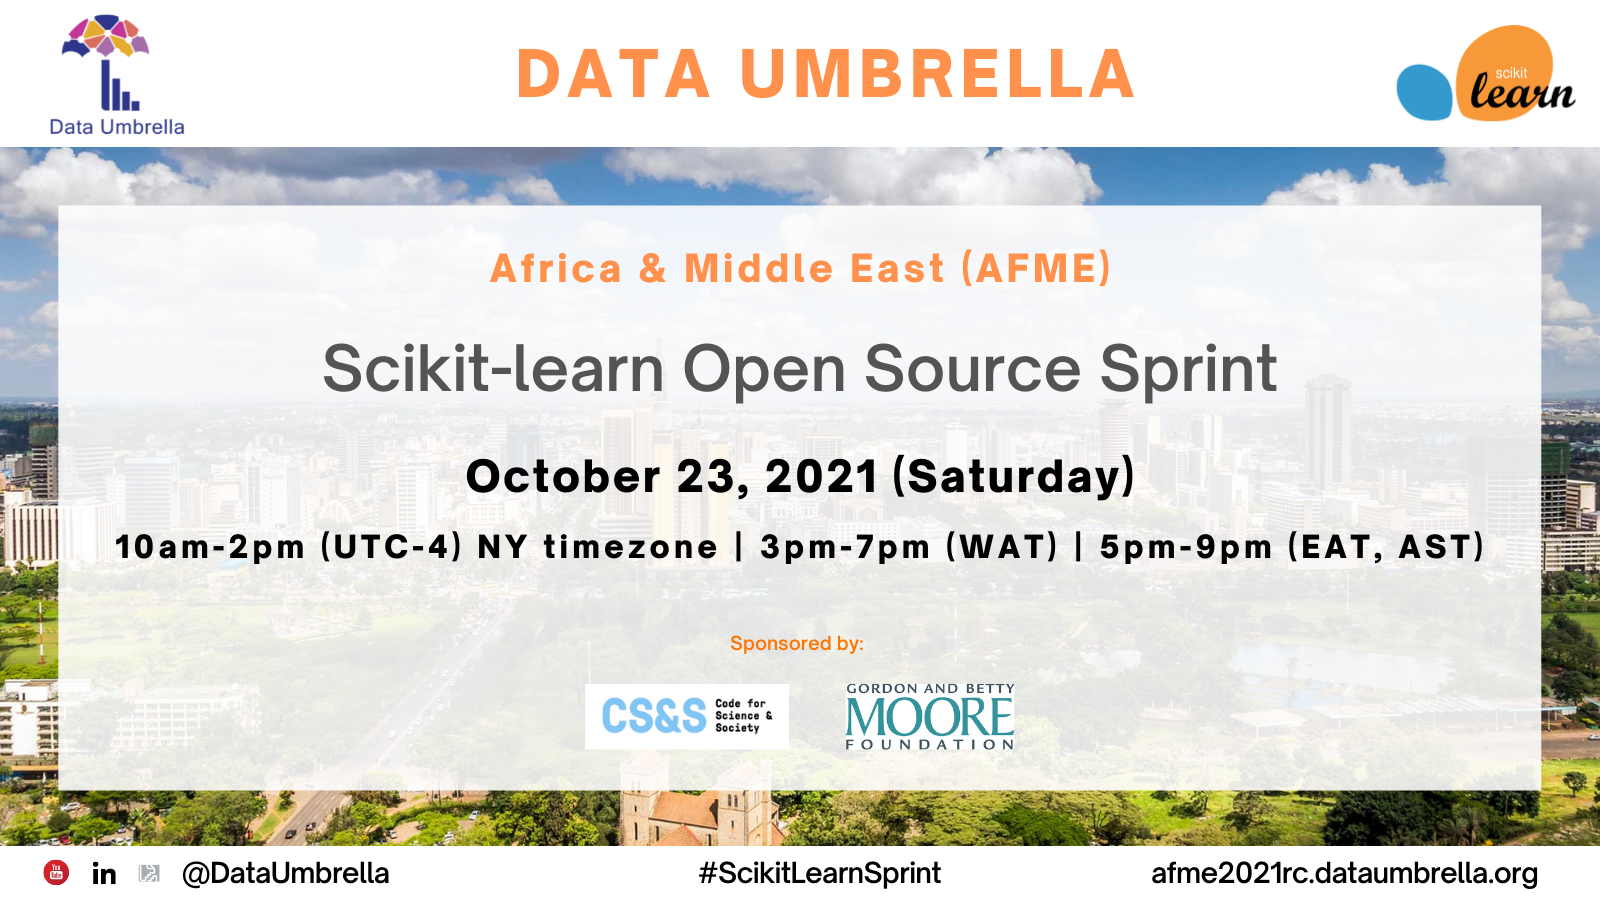 Data Umbrella
DATA UMBRELLA
scikit
learn
Africa & Middle East (AFME)
Scikit-learn Open Source Sprint
October 23, 2021 (Saturday)
10am-2pm (UTC-4) NY timezone | 3pm-7pm (WAT) | 5pm-9pm (EAT, AST)
Sponsored by:
CS&S
Code for
Science &
Society
GORDON AND BETTY
MOORE
FOUNDATION
You
Tube
in
@DataUmbrella
#ScikitLearnSprint
afme2021rc.dataumbrella.org